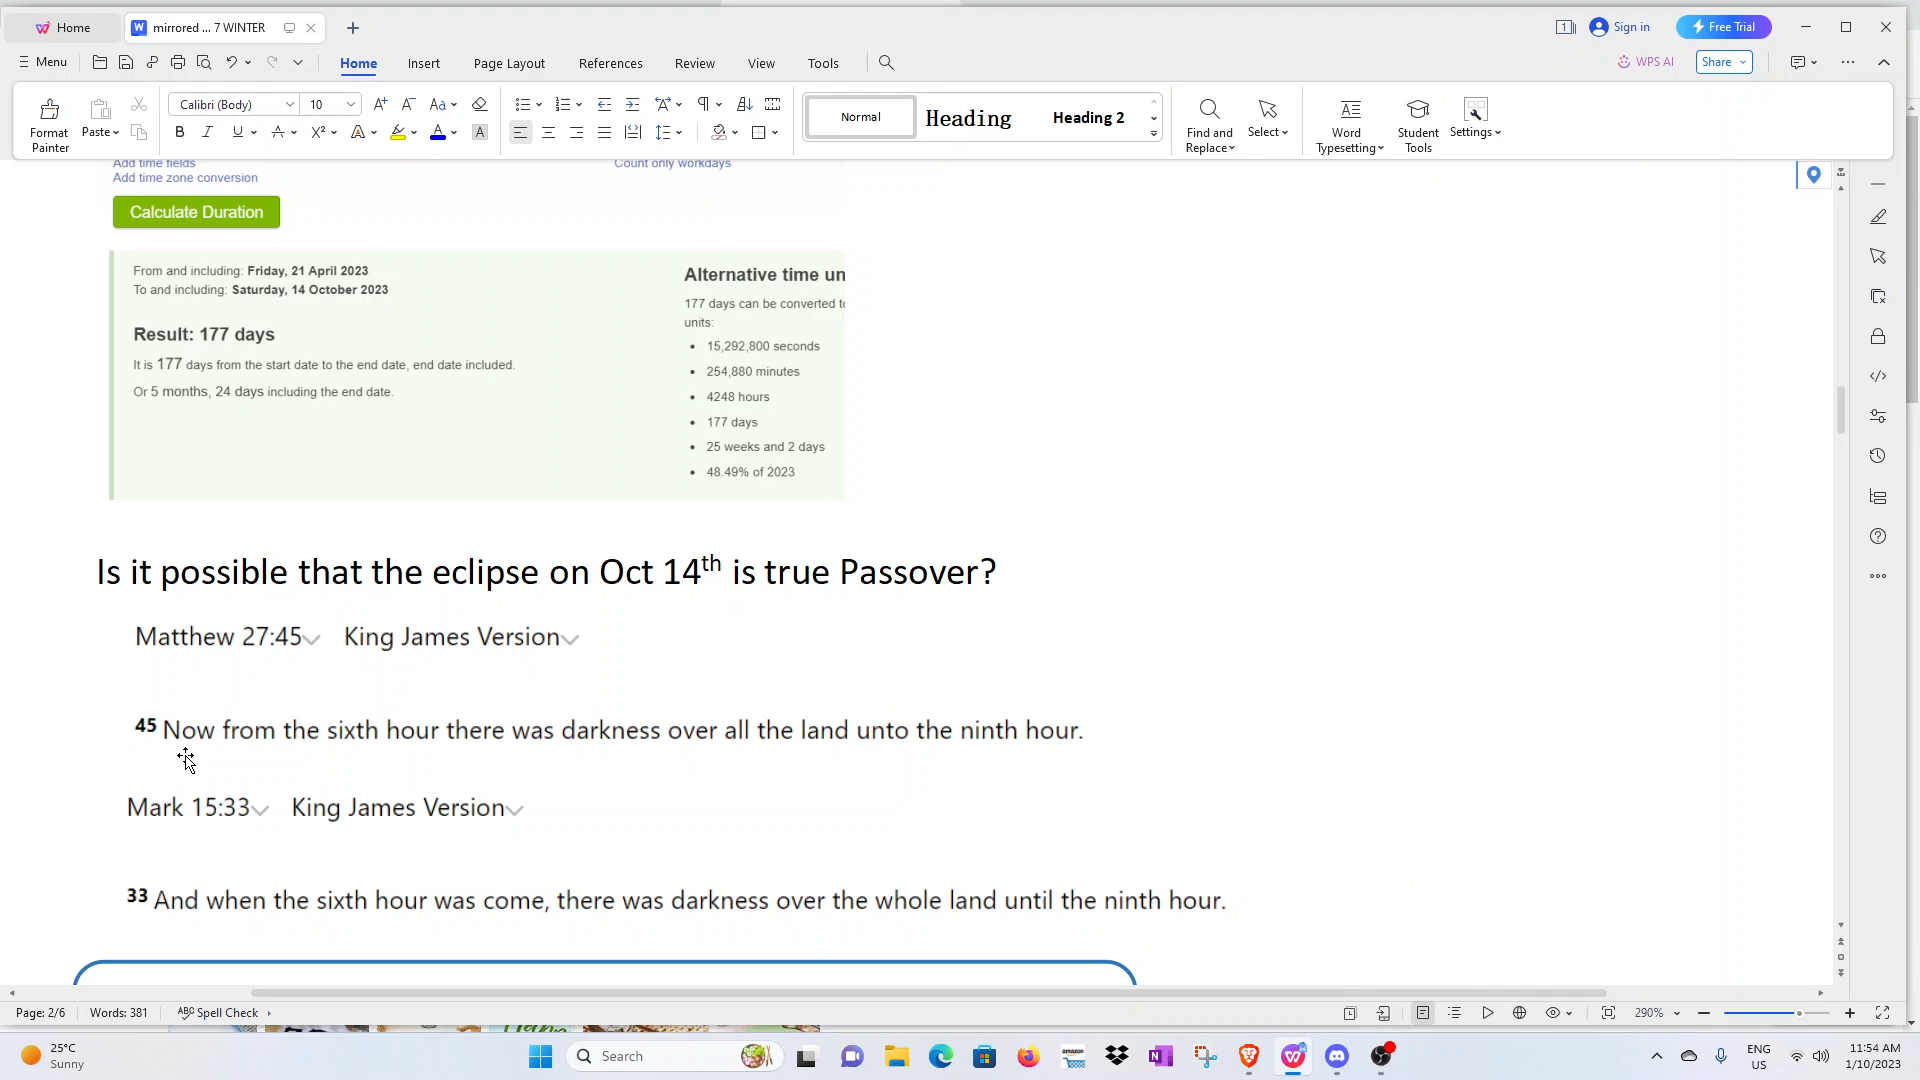 Home
mirrored ... 7 WINTER
Sign in
Free Trial
Menu
Home
Insert
Page Layout
References
Review
View
Tools
WPS AI
Share
Format
Painter
Paste
Calibri (Body)
10
Normal
Heading
Heading 2
Find and
Replace
Select
Word
Typesetting
Student
Tools
Settings
Add time fields
Count only workdays
Add time zone conversion
Calculate Duration
From and including: Friday, 21 April 2023
To and including: Saturday, 14 October 2023
Result: 177 days
It is 177 days from the start date to the end date, end date included.
Or 5 months, 24 days including the end date.
Alternative time un
177 days can be converted to
units:
15,292,800 seconds
254,880 minutes
4248 hours
177 days
25 weeks and 2 days
48.49% of 2023
Is it possible that the eclipse on Oct 14th is true Passover?
Matthew 27:45 King James Version
45 Now from the sixth hour there was darkness over all the land unto the ninth hour.
Mark 15:33 King James Version
33 And when the sixth hour was come, there was darkness over the whole land until the ninth hour.
Page: 2/6
Words: 381
Spell Check
290%
25°C
Sunny
Search
amazon
ENG
US
11:54 AM
1/10/2023